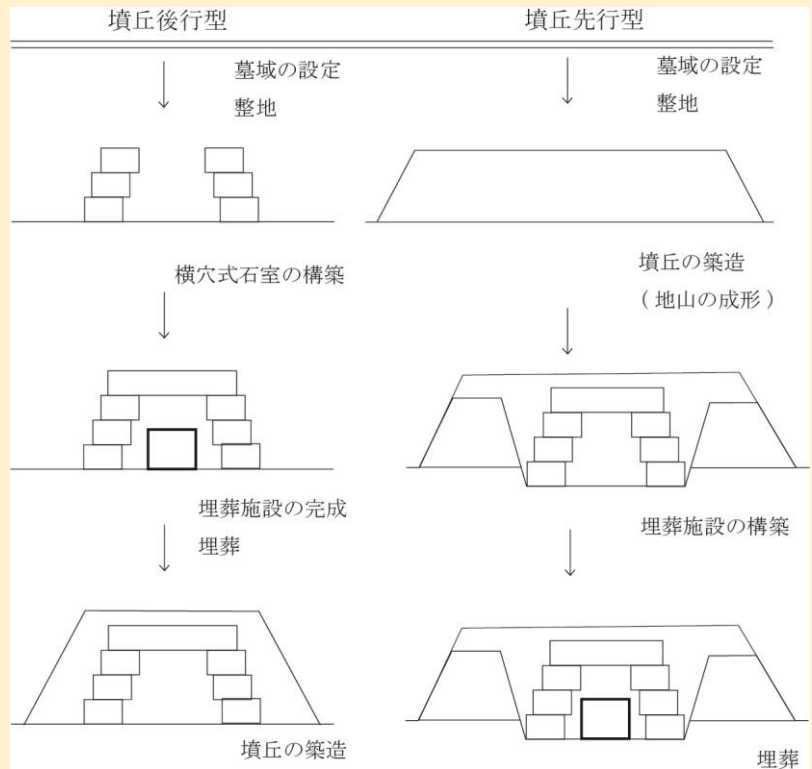 墳丘後行型
墓域の設定
整地
横穴式石室の構築
埋葬施設の完成
埋葬
墳丘の築造
墳丘先行型
墓域の設定
整地
墳丘の築造
(地山の成形)
埋葬施設の構築
埋葬